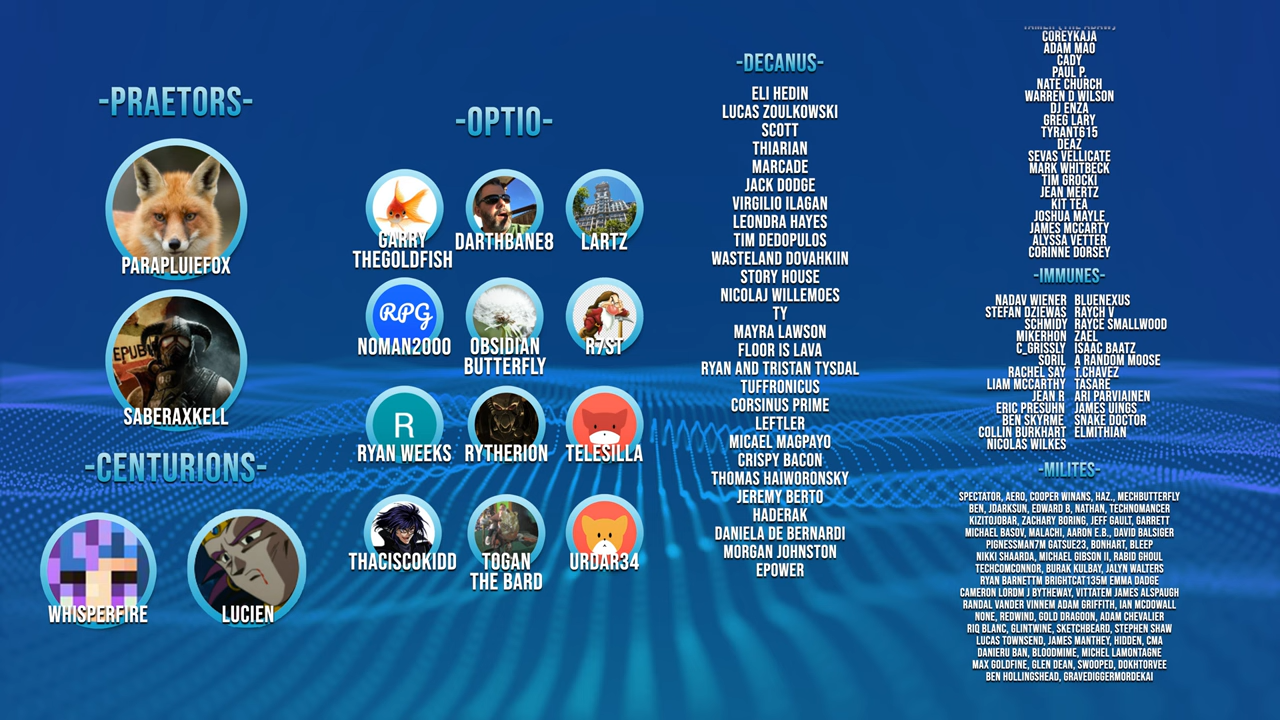 -PRAETORS-
PARAPLUIEFOX
EPUB
SABERAXKELL
-CENTURIONS-
WHISPERFIRE
LUCIEN
-OPTIO-
GARRY
THEGOLDFISH
DARTHBANE8
LARTZ
RPG
NOMAN2000
OBSIDIAN
BUTTERFLY
R7ST
R
RYAN WEEKS
RYTHERION
TELESILLA
THACISCOKIDD
TOGAN
THE BARD
URDAR34
-DECANUS-
ELI HEDIN
LUCAS ZOULKOWSKI
SCOTT
THIARIAN
MARCADE
JACK DODGE
VIRGILIO ILAGAN
LEONDRA HAYES
TIM DEDOPULOS
WASTELAND DOVAHKIIN
STORY HOUSE
NICOLAJ WILLEMOES
TY
MAYRA LAWSON
FLOOR IS LAVA
RYAN AND TRISTAN TYSDAL
TUFFRONICUS
CORSINUS PRIME
LEFTLER
MICAEL MAGPAYO
CRISPY BACON
THOMAS HAIWORONSKY
JEREMY BERTO
HADERAK
DANIELA DE BERNARDI
MORGAN JOHNSTON
EPOWER
COREYKAJA
ADAM MAO
CADY
PAUL P.
NATE CHURCH
WARREN D WILSON
DJ ENZA
GREG LARY
TYRANT615
DEAZ
SEVAS VELLICATE
MARK WHITBECK
TIM GROCKI
JEAN MERTZ
KIT TEA
JOSHUA MAYLE
JAMES MCCARTY
ALYSSA VETTER
CORINNE DORSEY
-IMMUNES-
NADAV WIENER
STEFAN DZIEWAS
SCHMIDY
MIKERHON
C_GRISSLY
SORIL
RACHEL SAY
LIAM MCCARTHY
JEAN R
ERIC PRESUHN
BEN SKYRME
COLLIN BURKHART
NICOLAS WILKES
BLUENEXUS
RAYCH V
RAYCE SMALLWOOD
ZAEL
ISAAC BAATZ
A RANDOM MOOSE
T.CHAVEZ
TASARE
ARI PARVIAINEN
JAMES UINGS
SNAKE DOCTOR
ELMITHIAN
-MILITES-
SPECTATOR, AERO, COOPER WINANS, HAZ., MECHBUTTERFLY
BEN, JDARKSUN, EDWARD B, NATHAN, TECHNOMANCER
KIZITOJOBAR, ZACHARY BORING, JEFF GAULT, GARRETT
MICHAEL BASOV, MALACHI, AARON E.B., DAVID BALSIGER
PIGNESSMAN7M GATSUE23, BONHART, BLEEP
NIKKI SHAARDA, MICHAEL GIBSON II, RABID GHOUL
TECHCOMCONNOR, BURAK KULBAY, JALYN WALTERS
RYAN BARNETTM BRIGHTCAT135M EMMA DADGE
CAMERON LORDM J BYTHEWAY, VITTATEM JAMES ALSPAUGH
RANDAL VANDER VINNEM ADAM GRIFFITH, IAN MCDOWALL
NONE, REDWIND, GOLD DRAGOON, ADAM CHEVALIER
RIQ BLANC, GLINTWINE, SKETCHBEARD, STEPHEN SHAW
LUCAS TOWNSEND, JAMES MANTHEY, HIDDEN, CMA
DANIERU BAN, BLOODMIME, MICHEL LAMONTAGNE
MAX GOLDFINE, GLEN DEAN, SWOOPED, DOKHTORVEE
BEN HOLLINGSHEAD, GRAVEDIGGERMORDEKAI